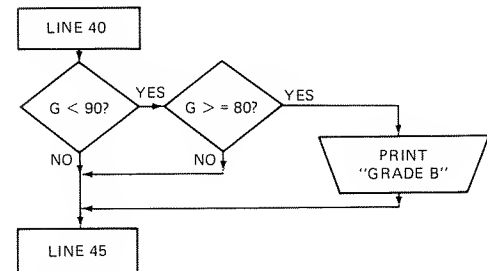 LINE 40
G < 90?
YES
G > = 80?
YES
NO
NO
PRINT
"GRADE B"
LINE 45